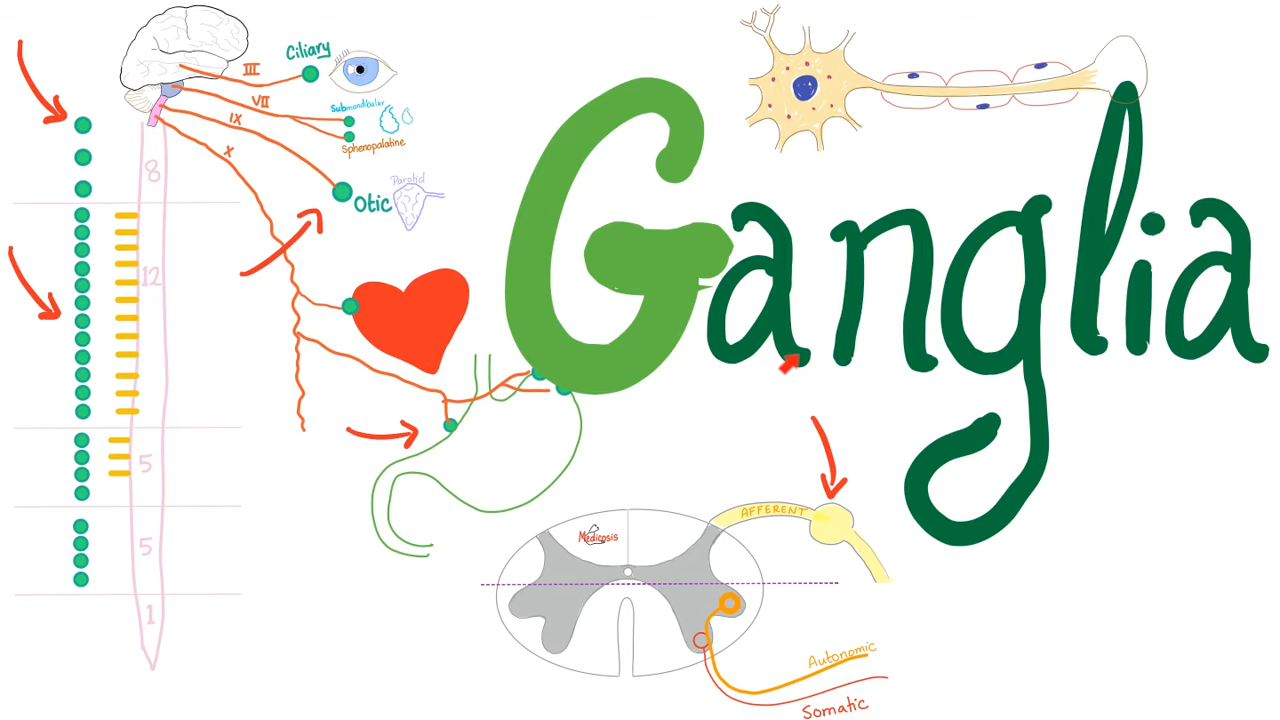 Ciliary
III
VII
Submandibular
IX
Sphenopalatine
X
Parotid
Otic
8
12
5
5
1
Ganglia
AFFERENT
Medicosis
Autonomic
Somatic